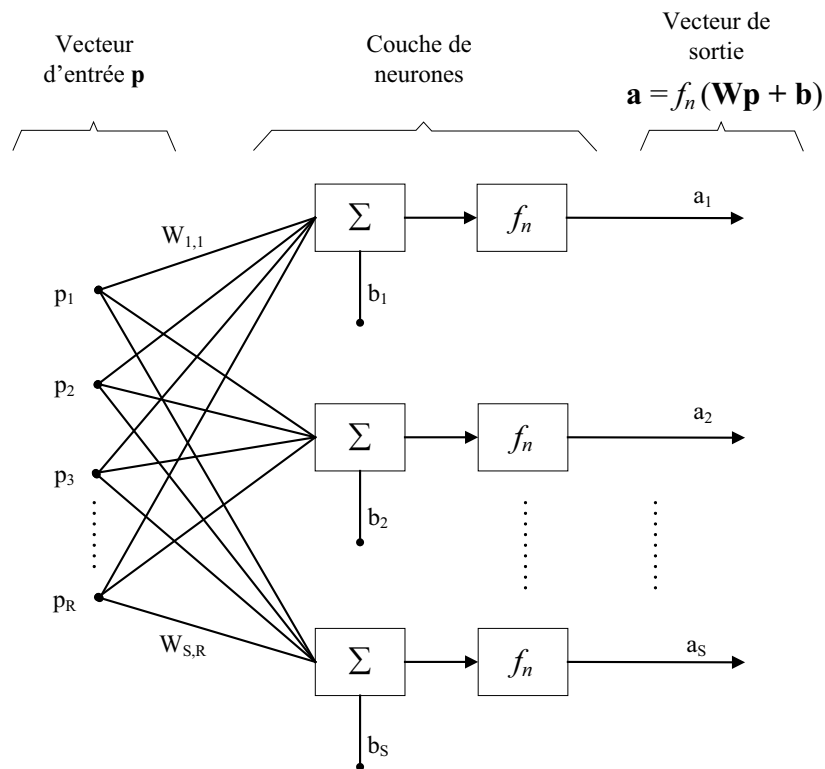 Vecteur
d'entrée p
Couche de
neurones
Vecteur de
sortie
a = fn (Wp + b)
W1,1
Σ
fn
a1
b1
p1
p2
p3
pR
Σ
fn
a2
b2
WS,R
Σ
fn
aS
bS